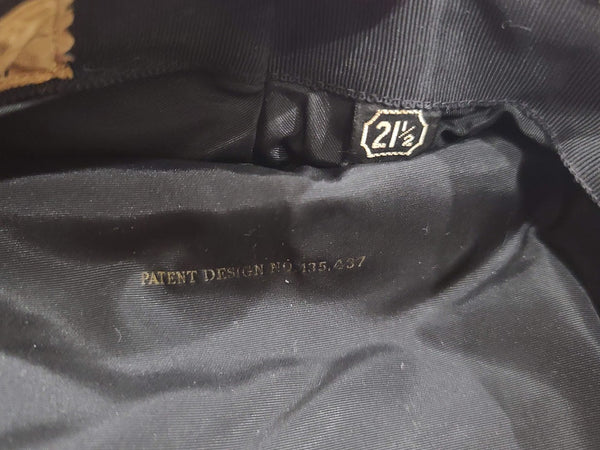 21½
PATENT DESIGN NO. 135,437